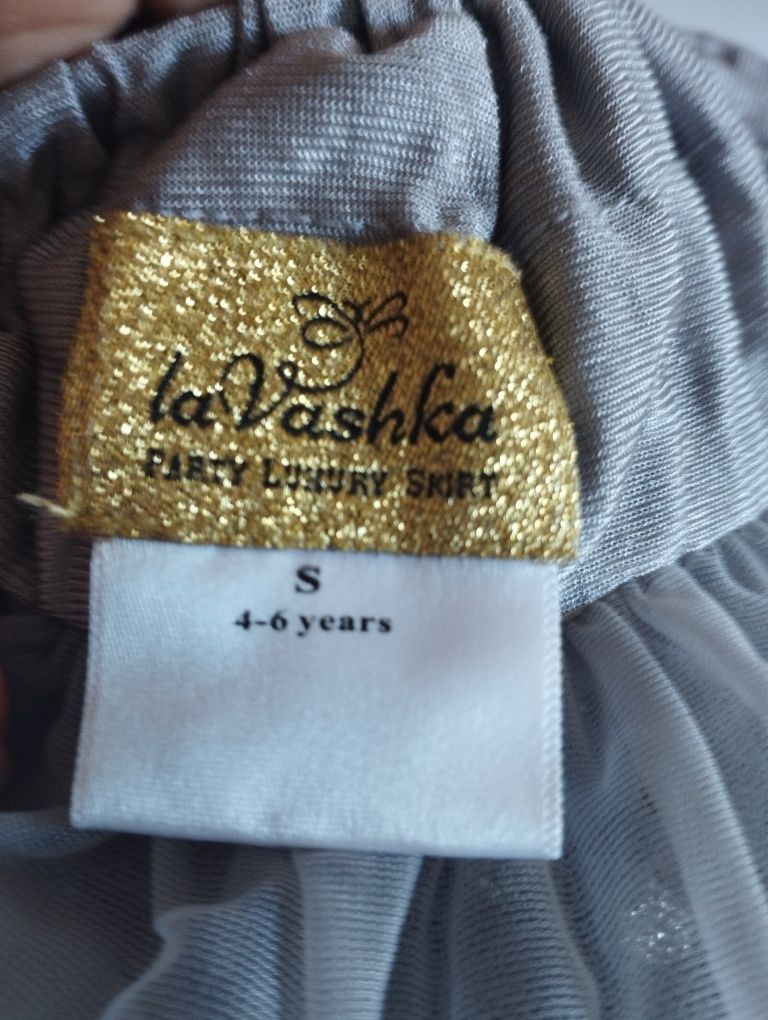 laVashka
PARTY LUXURY SKIRT
S
4-6 years